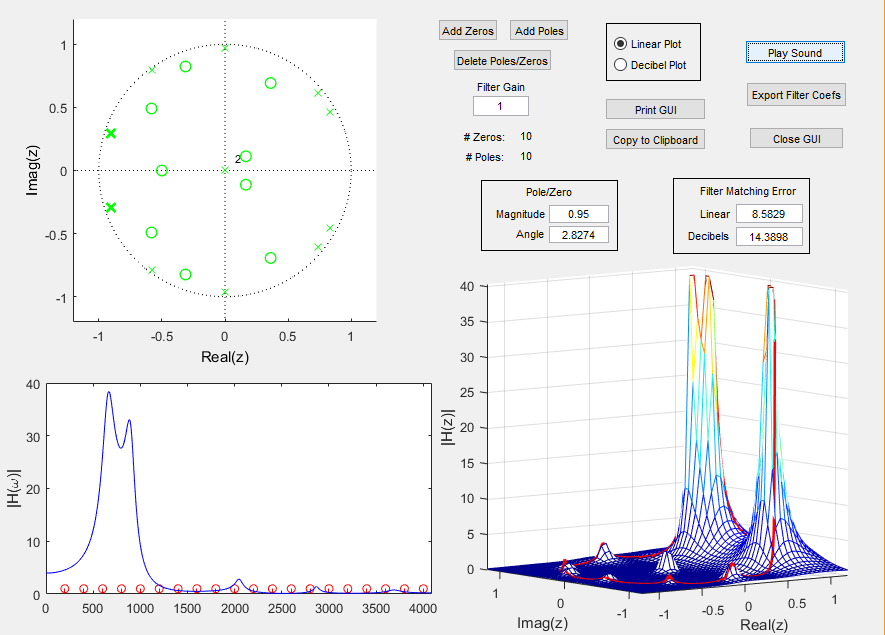 1
0.5
0
-0.5
-1
Imag(z)
2
-1 -0.5 0 0.5 1
Real(z)
Add Zeros
Add Poles
Delete Poles/Zeros
Filter Gain
1
# Zeros: 10
# Poles: 10
Linear Plot
Decibel Plot
Print GUI
Copy to Clipboard
Play Sound
Export Filter Coefs
Close GUI
Pole/Zero
Magnitude 0.95
Angle 2.8274
Filter Matching Error
Linear 8.5829
Decibels 14.3898
40
30
20
10
0
|H(ω)|
0 500 1000 1500 2000 2500 3000 3500 4000
40
35
30
25
20
15
10
5
0
|H(z)|
1 0 -1
Imag(z)
-1 -0.5 0 0.5 1
Real(z)